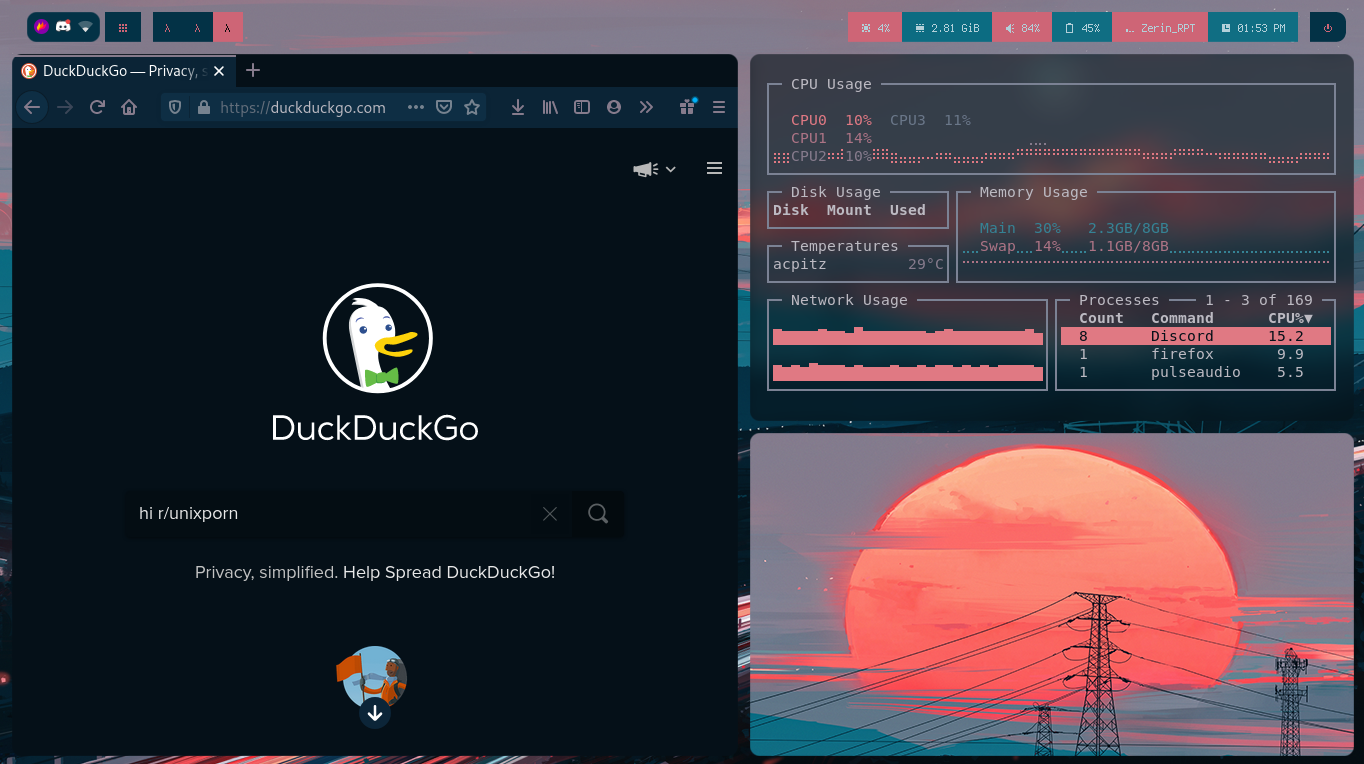 λ λ λ
4% 2.81 GiB 84% 45% Zerin_RPT 01:53 PM
DuckDuckGo — Privacy, s
https://duckduckgo.com
DuckDuckGo
hi r/unixporn
Privacy, simplified. Help Spread DuckDuckGo!
CPU Usage
CPU0 10% CPU3 11%
CPU1 14%
CPU2 10%
Disk Usage
Disk Mount Used
Temperatures
acpitz 29°C
Memory Usage
Main 30% 2.3GB/8GB
Swap 14% 1.1GB/8GB
Network Usage
Processes 1 - 3 of 169
Count Command CPU%▼
8 Discord 15.2
1 firefox 9.9
1 pulseaudio 5.5